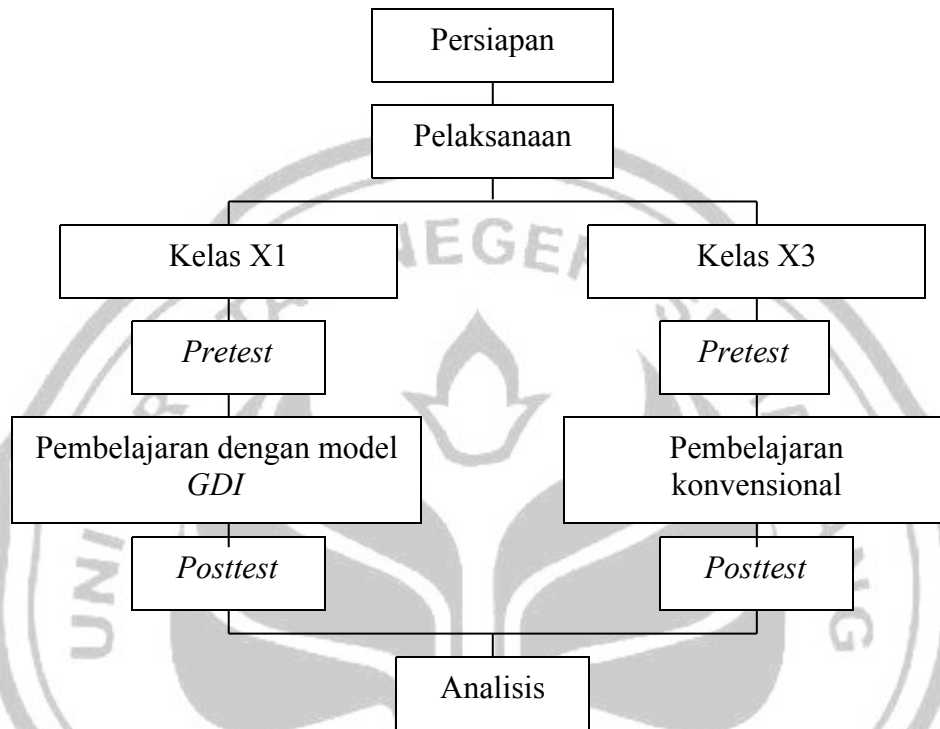 Persiapan
Pelaksanaan
Kelas X1
Kelas X3
Pretest
Pretest
Pembelajaran dengan model
GDI
Pembelajaran
konvensional
Posttest
Posttest
Analisis